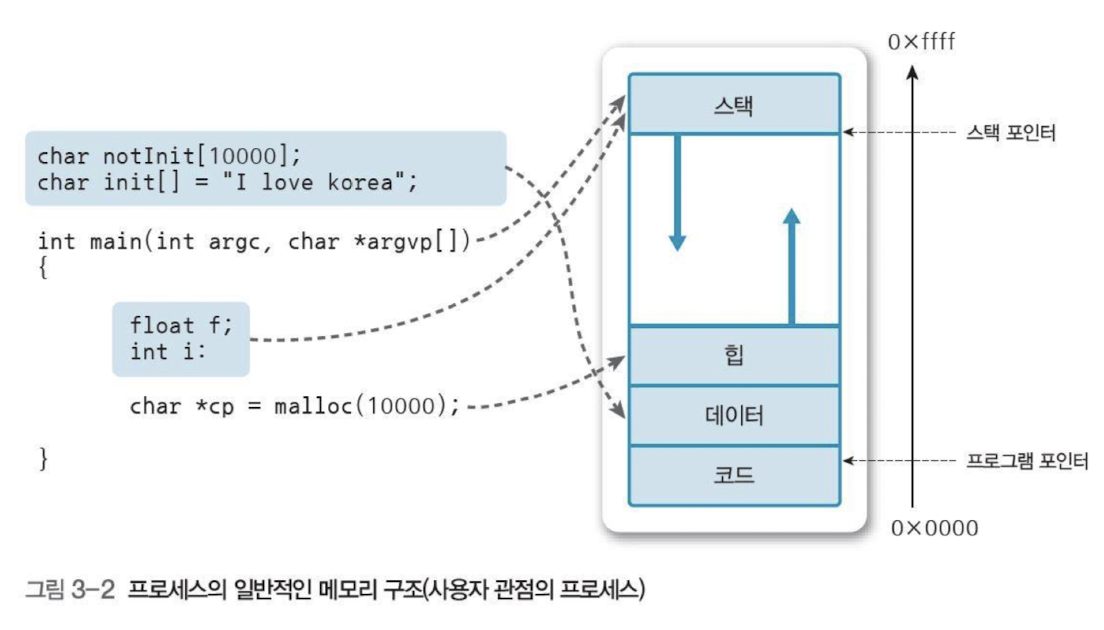 0×ffff
스택
스택 포인터
char notInit[10000];
char init[] = "I love korea";
int main(int argc, char *argvp[])
{
float f;
int i:
힙
char *cp = malloc(10000);
데이터
}
프로그램 포인터
코드
0×0000
그림 3-2 프로세스의 일반적인 메모리 구조(사용자 관점의 프로세스)